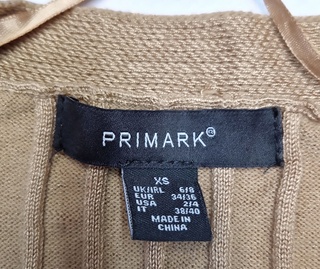 PRIMARK®
XS
UK/IRL 6/8
EUR 34/36
USA 2/4
IT 38/40
MADE IN
CHINA